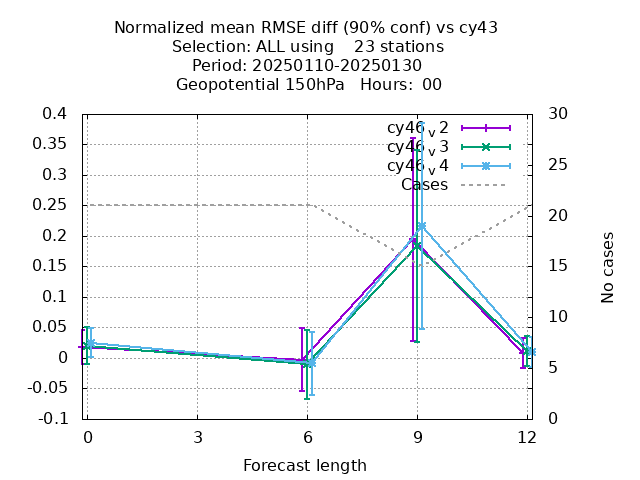 Normalized mean RMSE diff (90% conf) vs cy43
Selection: ALL using    23 stations
Period: 20250110-20250130
Geopotential 150hPa   Hours:  00
0.4
0.35
0.3
0.25
0.2
0.15
0.1
0.05
0
-0.05
-0.1
30
25
20
15
10
5
0
cy46v2
cy46v3
cy46v4
Cases
No cases
0 3 6 9 12
Forecast length